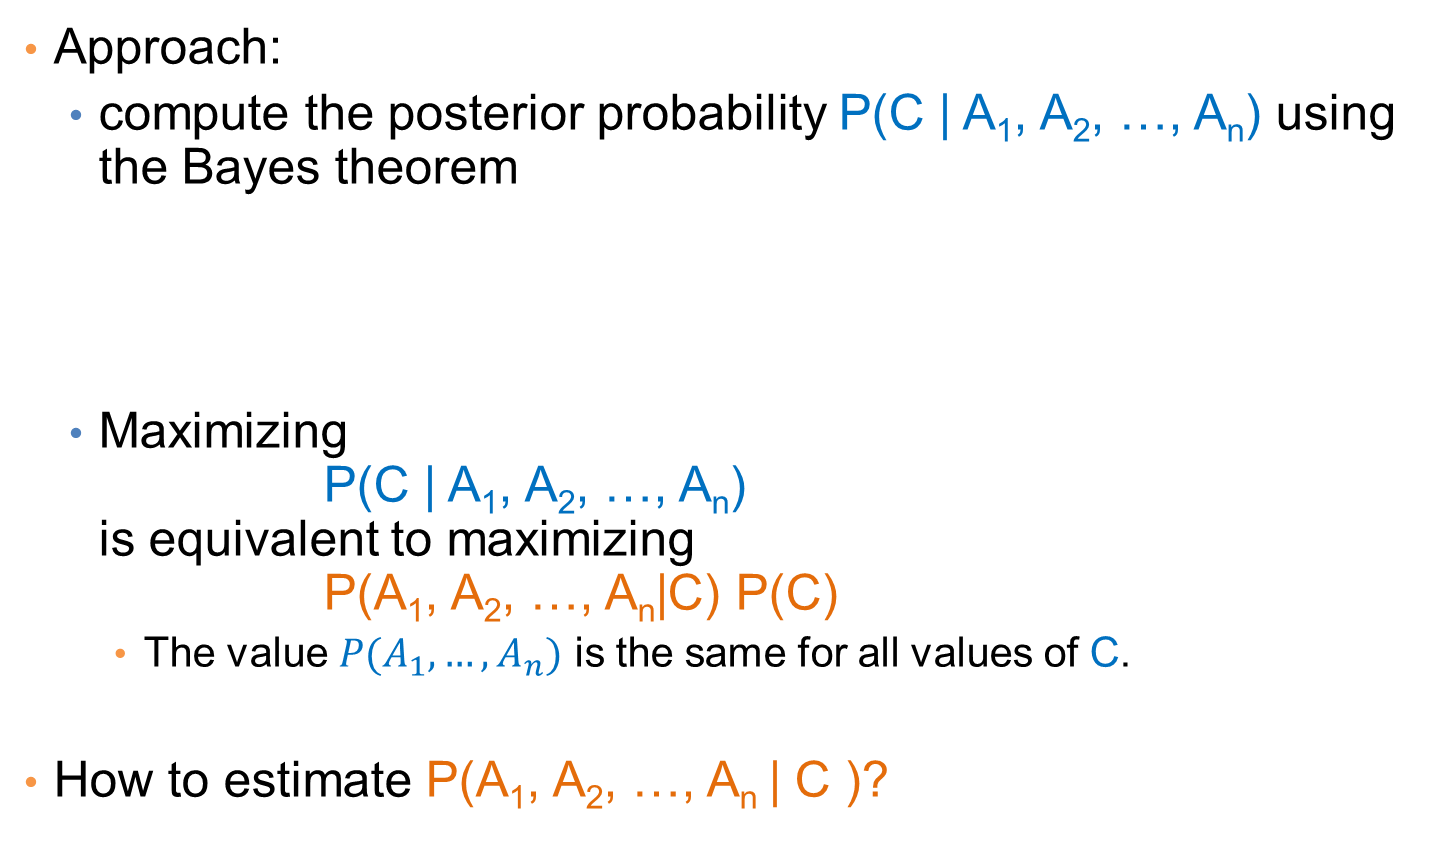 • Approach:
• compute the posterior probability P(C | A₁, A₂, …, Aₙ) using
the Bayes theorem
• Maximizing
P(C | A₁, A₂, …, Aₙ)
is equivalent to maximizing
P(A₁, A₂, …, Aₙ|C) P(C)
• The value P(A₁, … , Aₙ) is the same for all values of C.
• How to estimate P(A₁, A₂, …, Aₙ | C )?